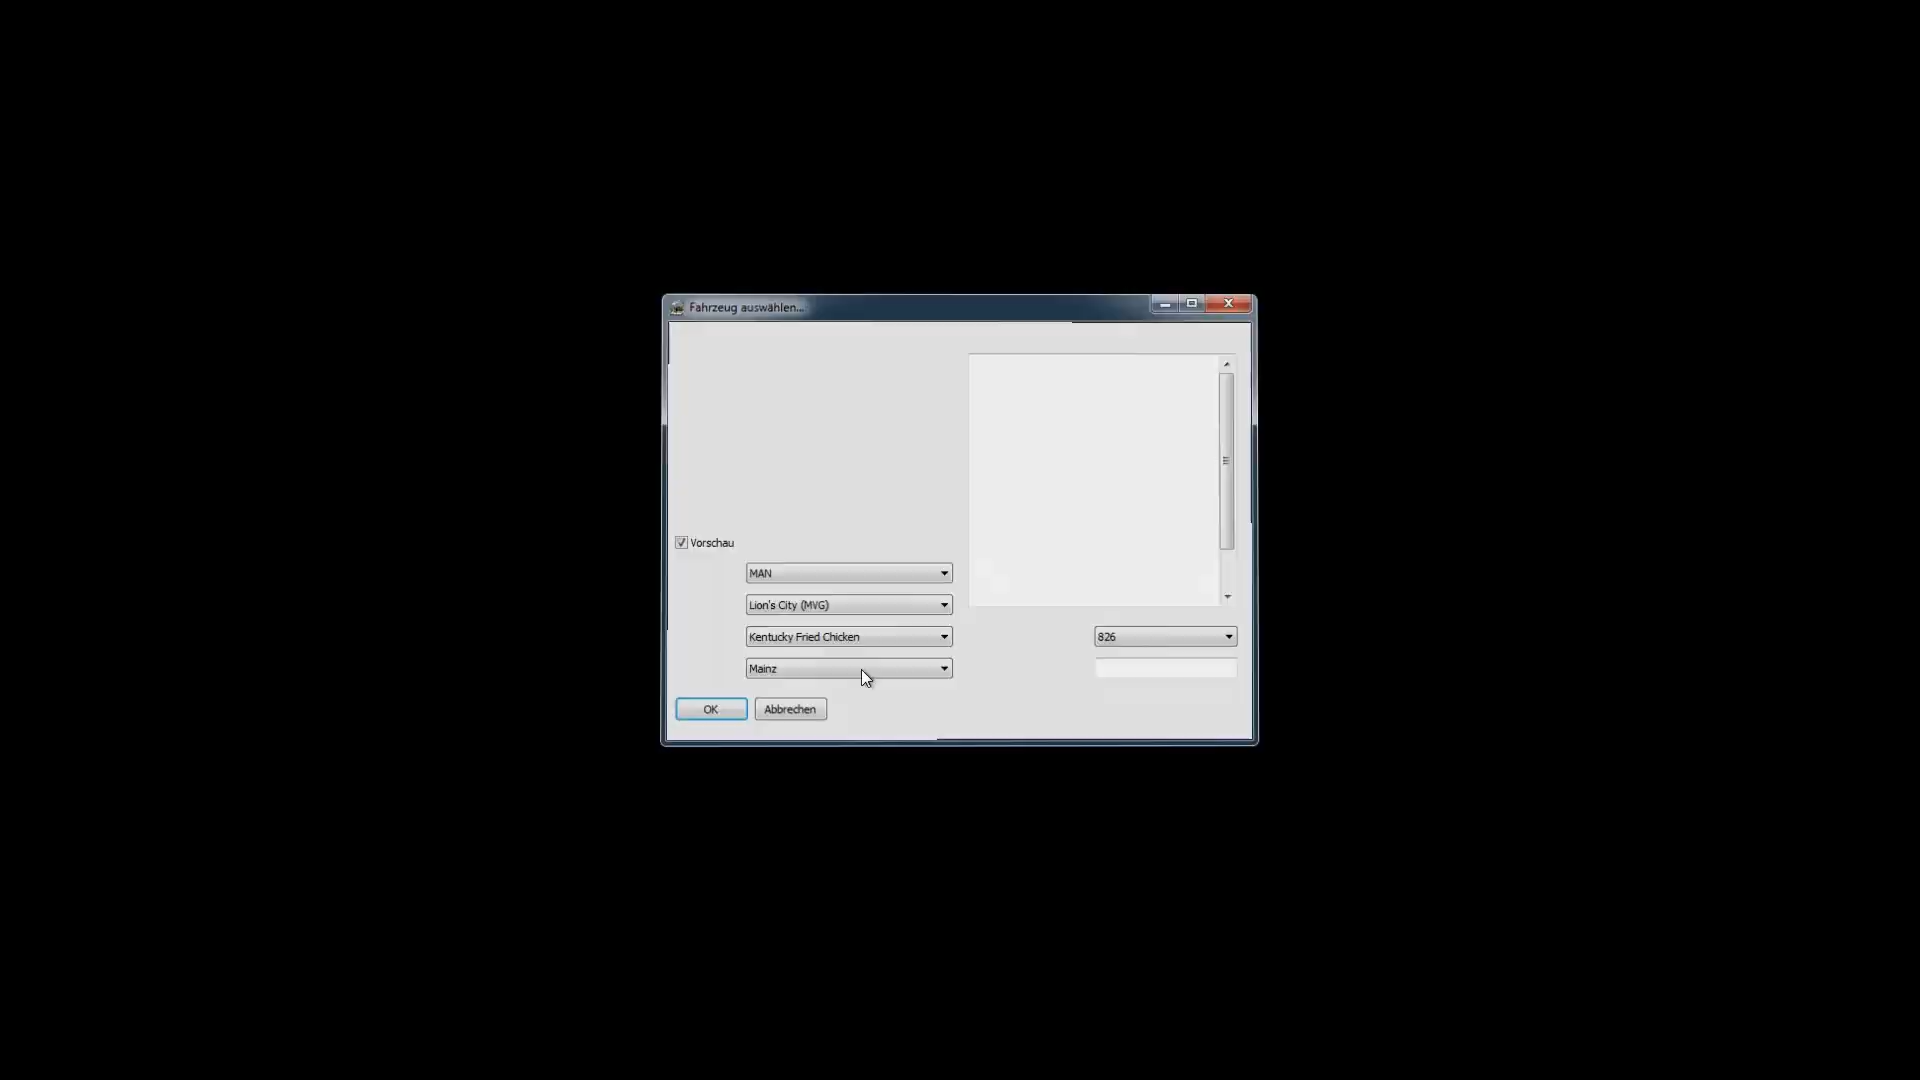 Fahrzeug auswählen...
Vorschau
MAN
Lion's City (MVG)
Kentucky Fried Chicken
826
Mainz
OK
Abbrechen